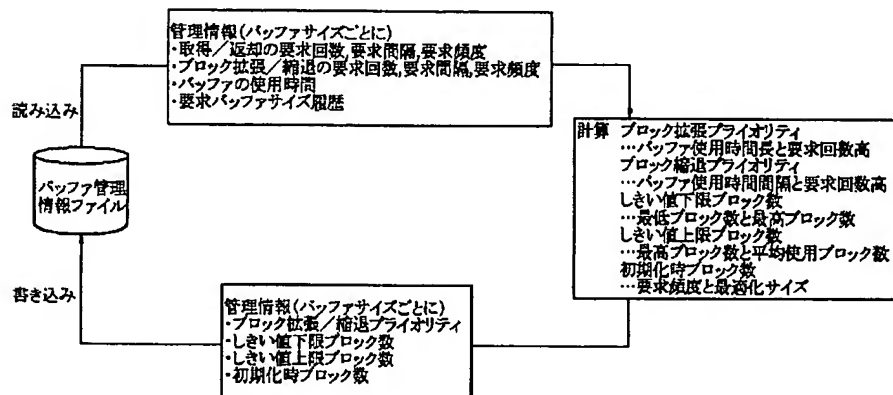 管理情報(バッファサイズごとに)
・取得／返却の要求回数,要求間隔,要求頻度
・ブロック拡張／縮退の要求回数,要求間隔,要求頻度
・バッファの使用時間
・要求バッファサイズ履歴
読み込み
バッファ管理
情報ファイル
書き込み
計算 ブロック拡張プライオリティ
…バッファ使用時間長と要求回数高
ブロック縮退プライオリティ
…バッファ使用時間間隔と要求回数高
しきい値下限ブロック数
…最低ブロック数と最高ブロック数
しきい値上限ブロック数
…最高ブロック数と平均使用ブロック数
初期化時ブロック数
…要求頻度と最適化サイズ
管理情報(バッファサイズごとに)
・ブロック拡張／縮退プライオリティ
・しきい値下限ブロック数
・しきい値上限ブロック数
・初期化時ブロック数